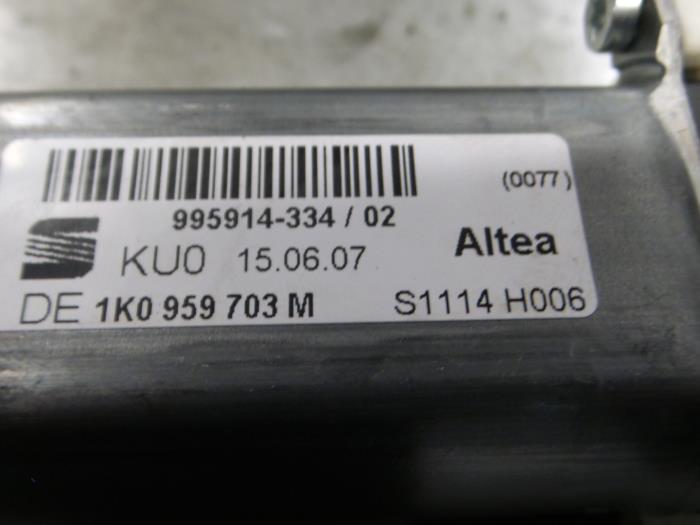 (0077)
995914-334 / 02
KU0 15.06.07 Altea
DE 1K0 959 703 M S1114 H006